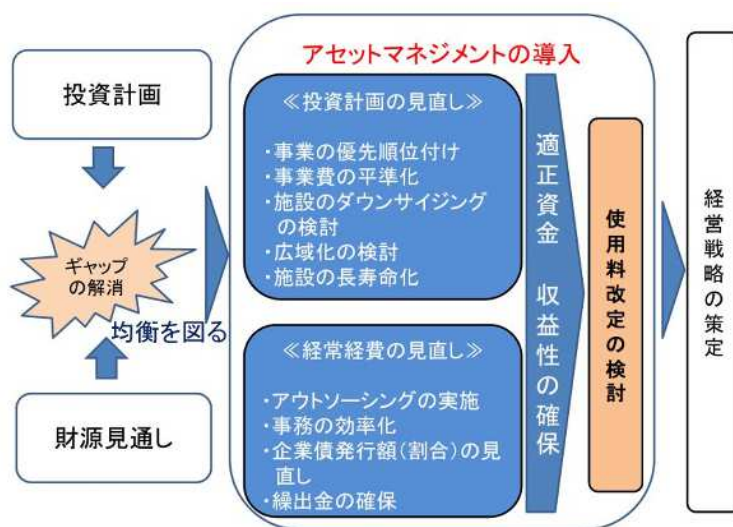 投資計画
ギャップ
の解消
均衡を図る
財源見通し
アセットマネジメントの導入
≪投資計画の見直し≫
・事業の優先順位付け
・事業費の平準化
・施設のダウンサイジング
の検討
・広域化の検討
・施設の長寿命化
≪経常経費の見直し≫
・アウトソーシングの実施
・事務の効率化
・企業債発行額(割合)の見
直し
・繰出金の確保
適正資金 収益性の確保
使用料改定の検討
経営戦略の策定